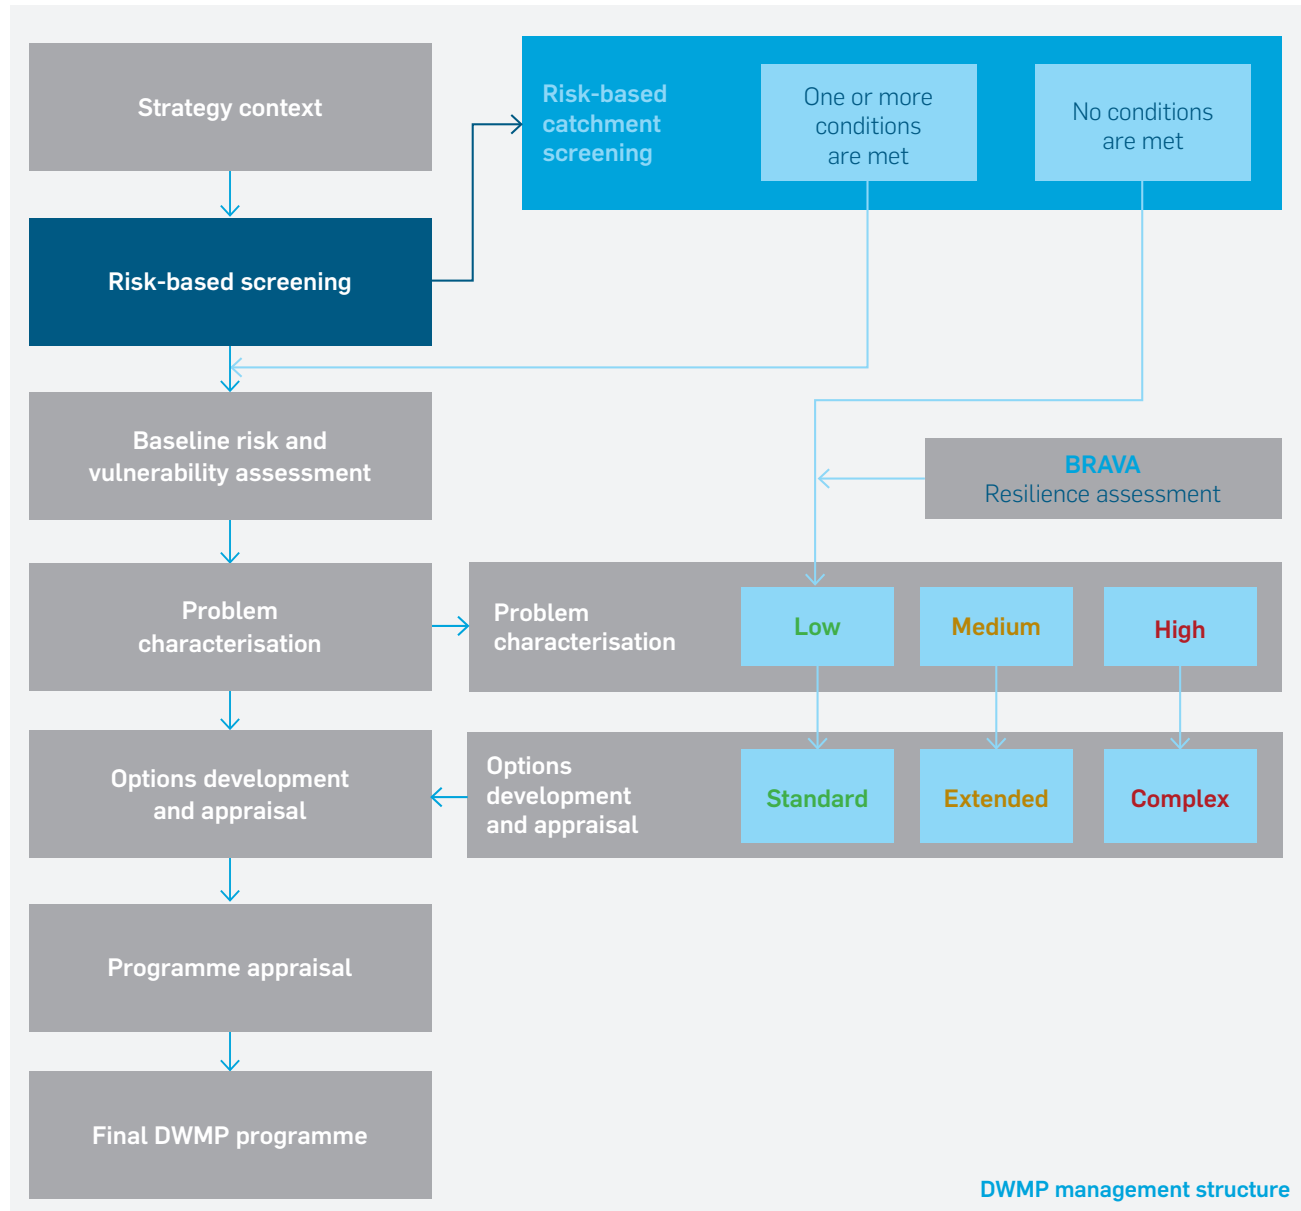 Strategy context
Risk-based
catchment
screening
One or more
conditions
are met
No conditions
are met
Risk-based screening
Baseline risk and
vulnerability assessment
BRAVA
Resilience assessment
Problem
characterisation
Problem
characterisation
Low
Medium
High
Options development
and appraisal
Options
development
and appraisal
Standard
Extended
Complex
Programme appraisal
Final DWMP programme
DWMP management structure